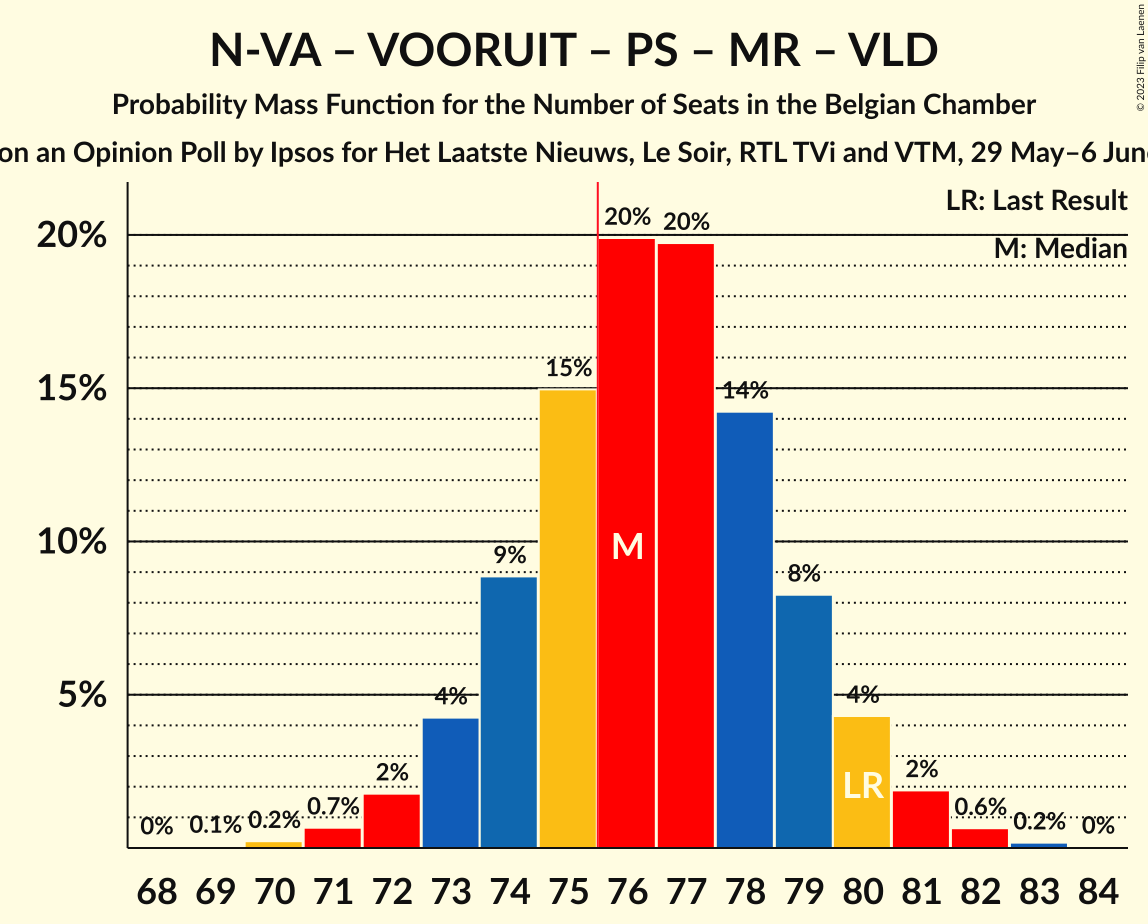 © 2023 Filip van Laenen
N-VA – VOORUIT – PS – MR – VLD
Probability Mass Function for the Number of Seats in the Belgian Chamber
on an Opinion Poll by Ipsos for Het Laatste Nieuws, Le Soir, RTL TVi and VTM, 29 May–6 June
LR: Last Result
M: Median
20%
15%
10%
5%
0% 0.1% 0.2% 0.7% 2% 4% 9% 15% 20% 20% 14% 8% 4% 2% 0.6% 0.2% 0%
M
LR
68 69 70 71 72 73 74 75 76 77 78 79 80 81 82 83 84